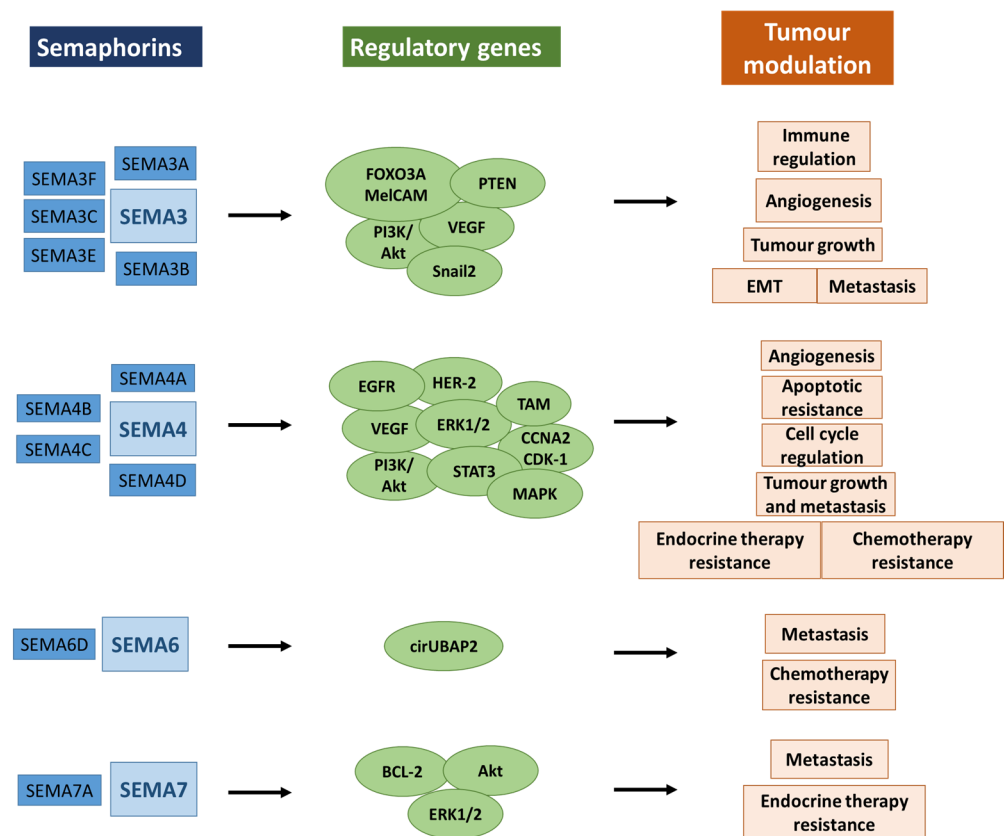 Semaphorins
Regulatory genes
Tumour
modulation
SEMA3A
SEMA3F
SEMA3C
SEMA3
SEMA3E
SEMA3B
FOXO3A
MelCAM
PTEN
PI3K/
Akt
VEGF
Snail2
Immune
regulation
Angiogenesis
Tumour growth
EMT
Metastasis
SEMA4A
SEMA4B
SEMA4
SEMA4C
SEMA4D
EGFR
HER-2
TAM
VEGF
ERK1/2
CCNA2
CDK-1
PI3K/
Akt
STAT3
MAPK
Angiogenesis
Apoptotic
resistance
Cell cycle
regulation
Tumour growth
and metastasis
Endocrine therapy
resistance
Chemotherapy
resistance
SEMA6D
SEMA6
cirUBAP2
Metastasis
Chemotherapy
resistance
SEMA7A
SEMA7
BCL-2
Akt
ERK1/2
Metastasis
Endocrine therapy
resistance